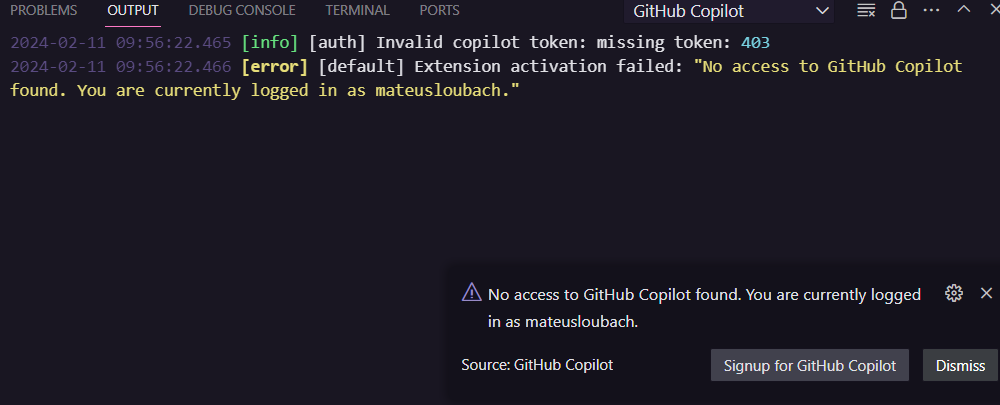 PROBLEMS OUTPUT DEBUG CONSOLE TERMINAL PORTS GitHub Copilot
2024-02-11 09:56:22.465 [info] [auth] Invalid copilot token: missing token: 403
2024-02-11 09:56:22.466 [error] [default] Extension activation failed: "No access to GitHub Copilot
found. You are currently logged in as mateusloubach."
No access to GitHub Copilot found. You are currently logged
in as mateusloubach.
Source: GitHub Copilot Signup for GitHub Copilot Dismiss